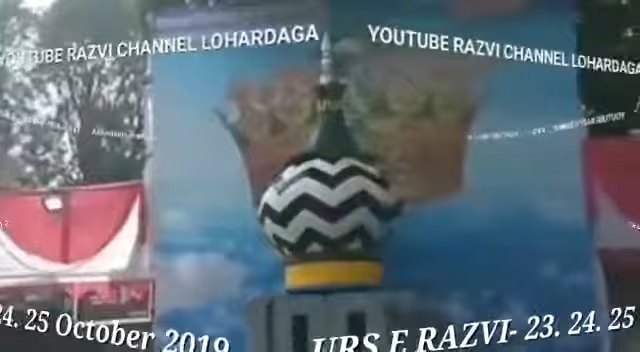 YOUTUBE RAZVI CHANNEL LOHARDAGA
YOUTUBE RAZVI CHANNEL LOHARDAGA
24. 25 October 2019
URS E RAZVI- 23. 24. 25